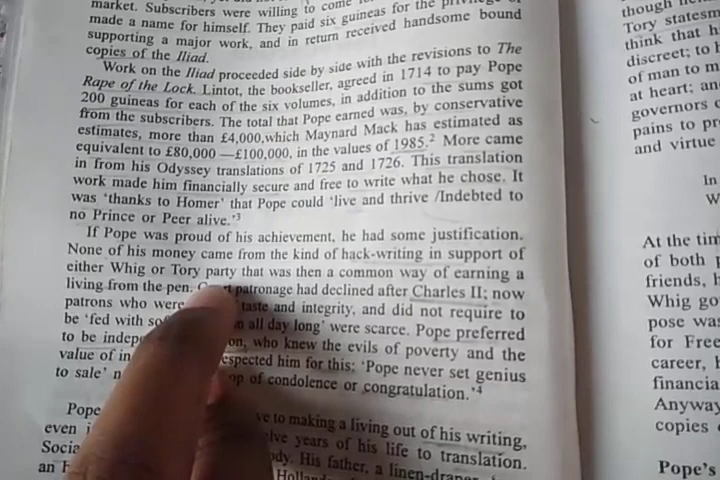 market. Subscribers were willing to come
made a name for himself. They paid six guineas for the
supporting a major work, and in return received handsome bound
copies of the Iliad.
Work on the Iliad proceeded side by side with the revisions to The
Rape of the Lock. Lintot, the bookseller, agreed in 1714 to pay Pope
200 guineas for each of the six volumes, in addition to the sums got
from the subscribers. The total that Pope earned was, by conservative
estimates, more than £4,000,which Maynard Mack has estimated as
equivalent to £80,000 —£100,000, in the values of 1985.² More came
in from his Odyssey translations of 1725 and 1726. This translation
work made him financially secure and free to write what he chose. It
was 'thanks to Homer' that Pope could 'live and thrive /Indebted to
no Prince or Peer alive.'³
If Pope was proud of his achievement, he had some justification.
None of his money came from the kind of hack-writing in support of
either Whig or Tory party that was then a common way of earning a
living from the pen. patronage had declined after Charles II; now
patrons who were taste and integrity, and did not require to
be 'fed with all day long' were scarce. Pope preferred
to be who knew the evils of poverty and the
value of him for this: 'Pope never set genius
to sale' of condolence or congratulation.'⁴
Pope to making a living out of his writing,
even years of his life to translation.
His father, a
though
Tory
think that
discreet; to
of man to
at heart;
governors
pains to
and virtue
In
At the
of both
friends,
Whig
pose was
for
career,
Anyway
copies
Pope's